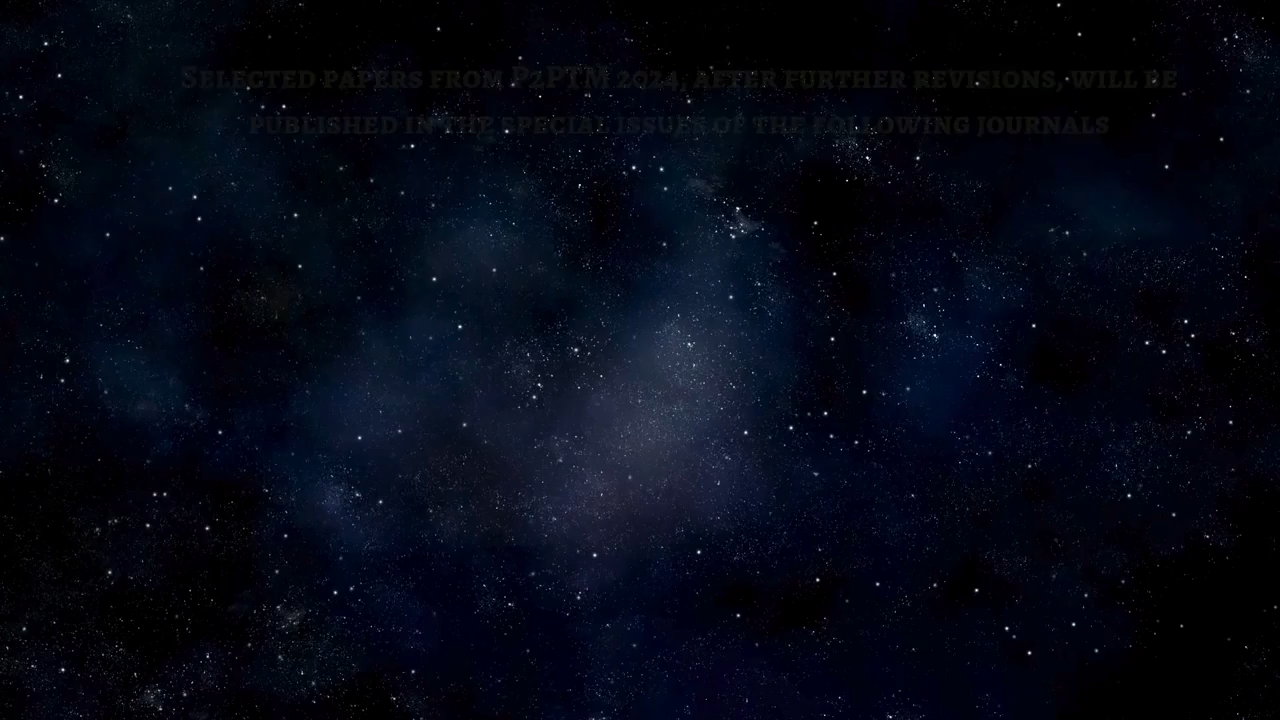 Selected papers from P2PTM 2024, after further revisions, will be
published in the special issues of the following journals